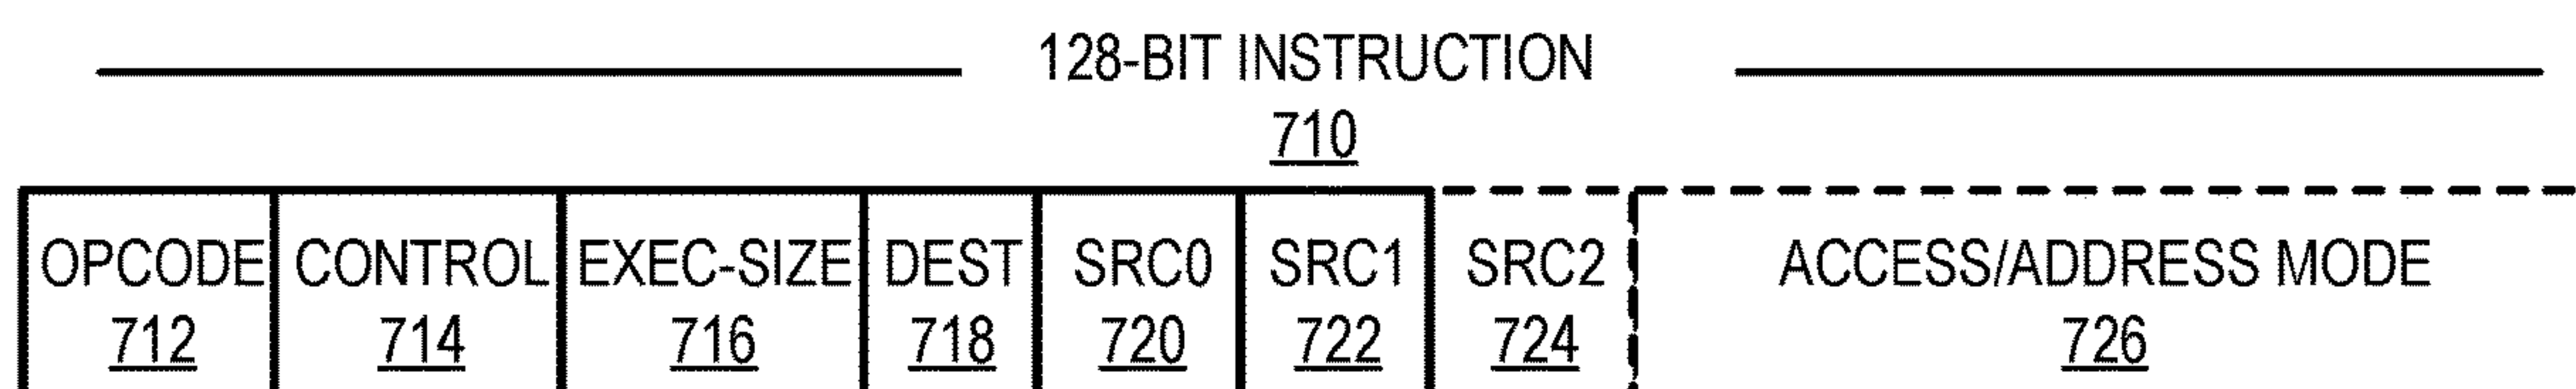 128-BIT INSTRUCTION
710
OPCODE CONTROL EXEC-SIZE DEST SRC0 SRC1 SRC2 ACCESS/ADDRESS MODE
712 714 716 718 720 722 724 726